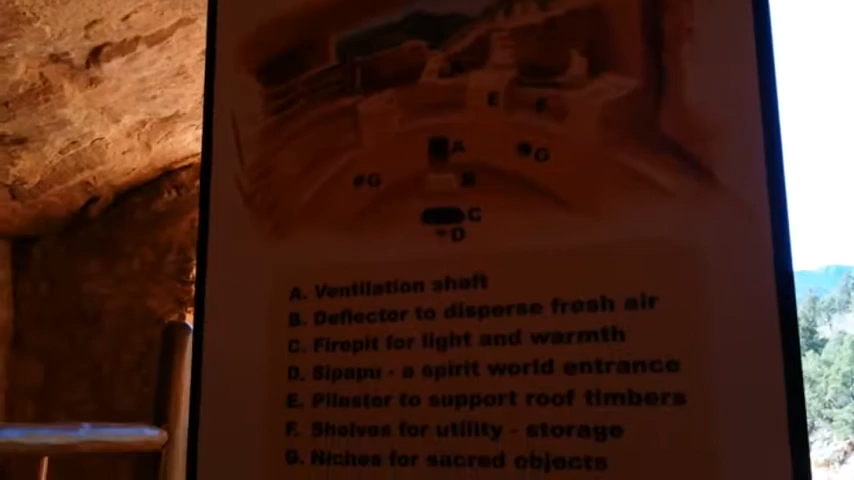 E
F
A
G
G
B
C
D
A. Ventilation shaft
B. Deflector to disperse fresh air
C. Firepit for light and warmth
D. Sipapu - a spirit world entrance
E. Pilaster to support roof timbers
F. Shelves for utility - storage
G. Niches for sacred objects